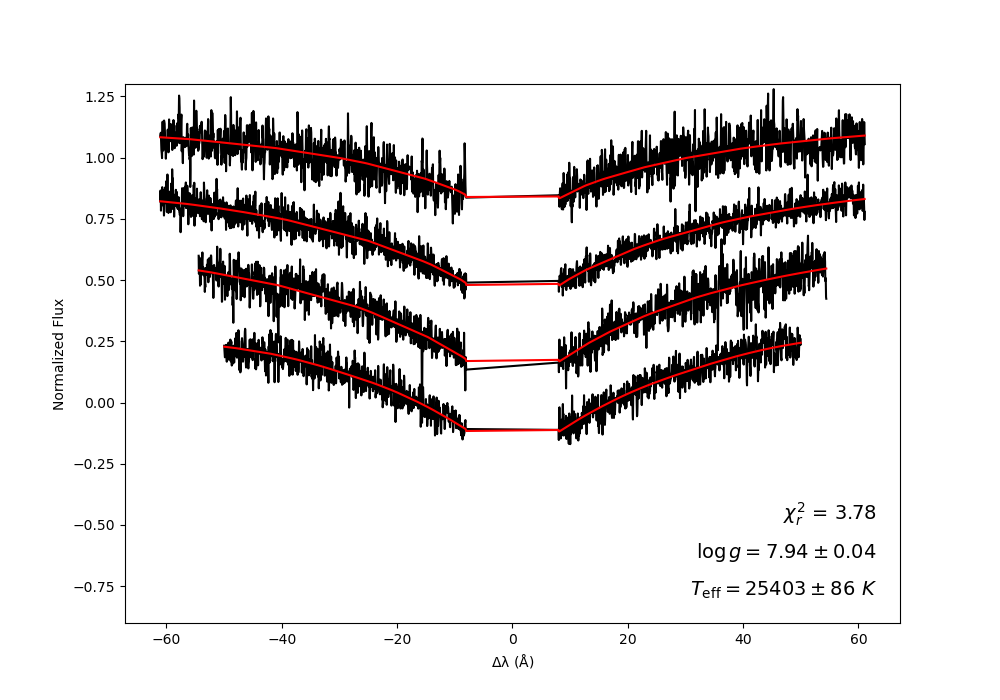 1.25
1.00
0.75
0.50
0.25
0.00
−0.25
−0.50
−0.75
Normalized Flux
χ²ᵣ = 3.78
log g = 7.94 ± 0.04
T_eff = 25403 ± 86 K
−60 −40 −20 0 20 40 60
Δλ (Å)